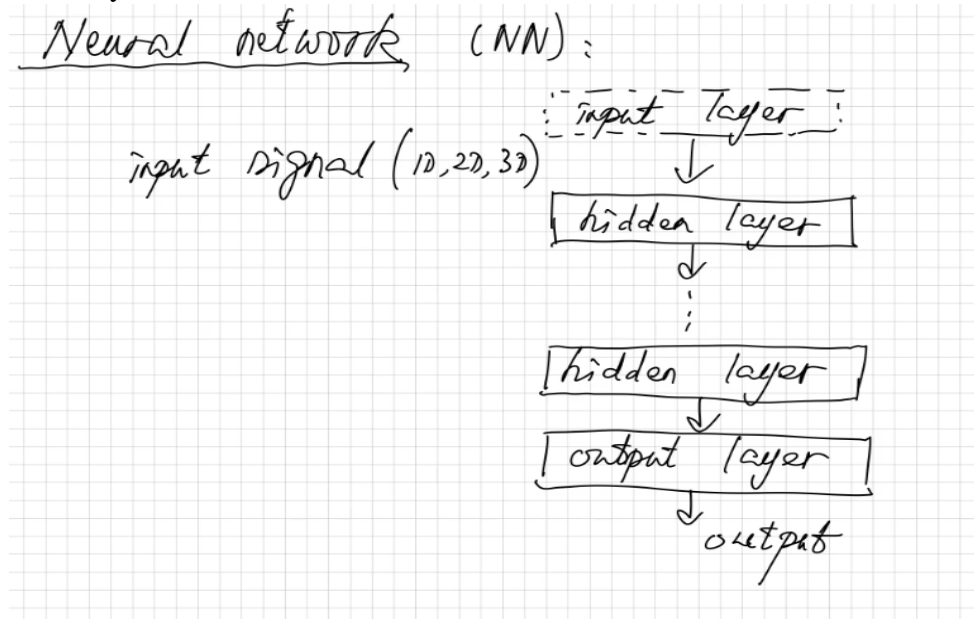 Neural network (NN):
input layer
input signal (1D, 2D, 3D)
hidden layer
hidden layer
output layer
output